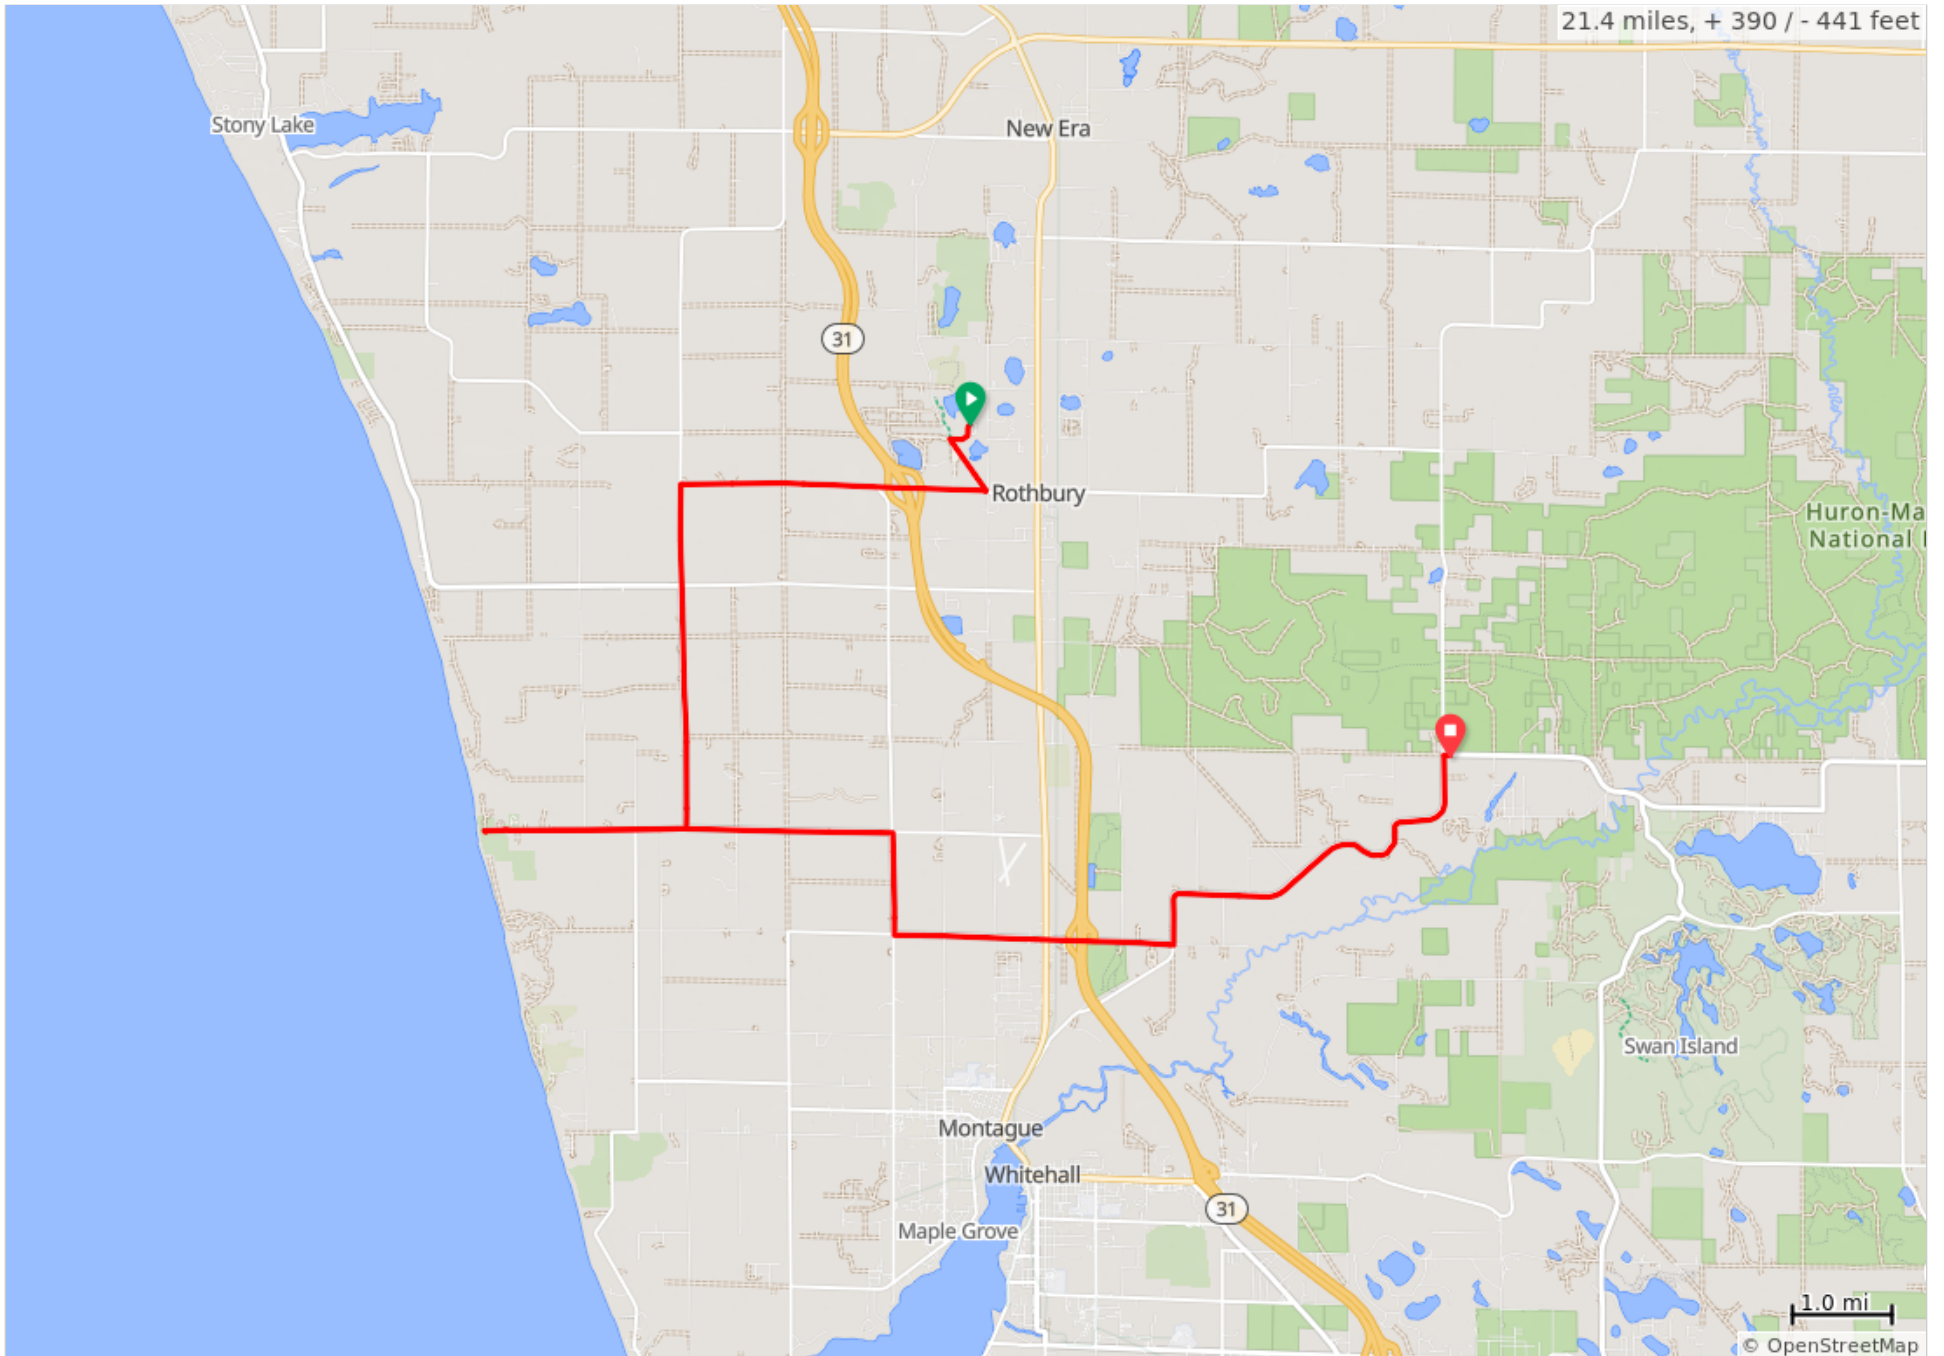 21.4 miles, + 390 / - 441 feet
Stony Lake
New Era
31
Rothbury
Huron-Ma
National
Swan Island
Montague
Whitehall
31
Maple Grove
1.0 mi
© OpenStreetMap